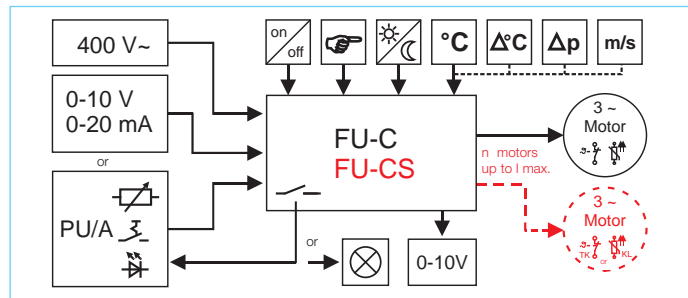 400 V~
on
off
°C
Δ°C
Δp
m/s
0-10 V
0-20 mA
or
PU/A
FU-C
FU-CS
n motors
up to I max.
3 ~
Motor
3 ~
Motor
TK or KL
or
0-10V